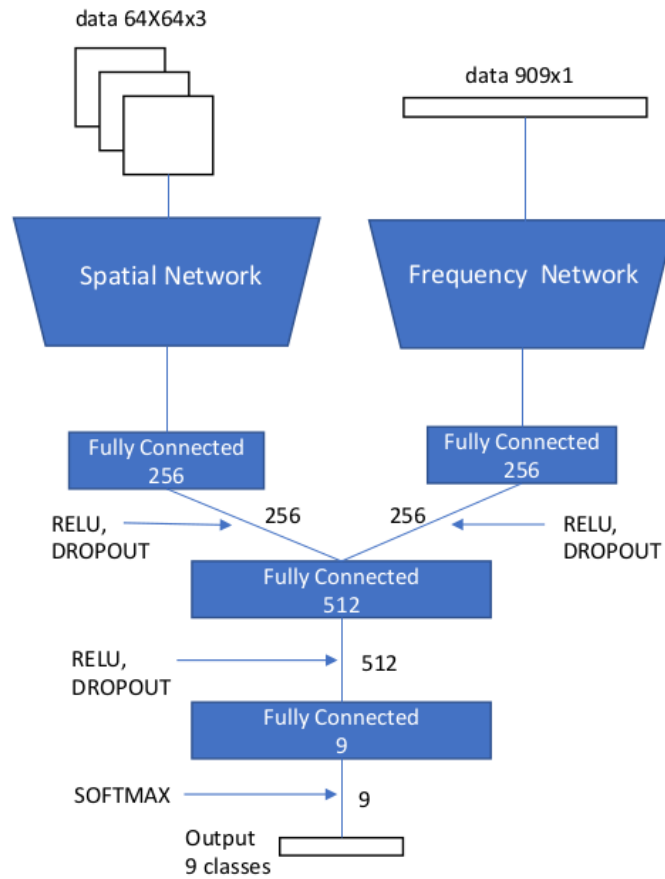 data 64X64x3
data 909x1
Spatial Network
Frequency Network
Fully Connected
256
Fully Connected
256
RELU,
DROPOUT
256
256
RELU,
DROPOUT
Fully Connected
512
RELU,
DROPOUT
512
Fully Connected
9
SOFTMAX
9
Output
9 classes